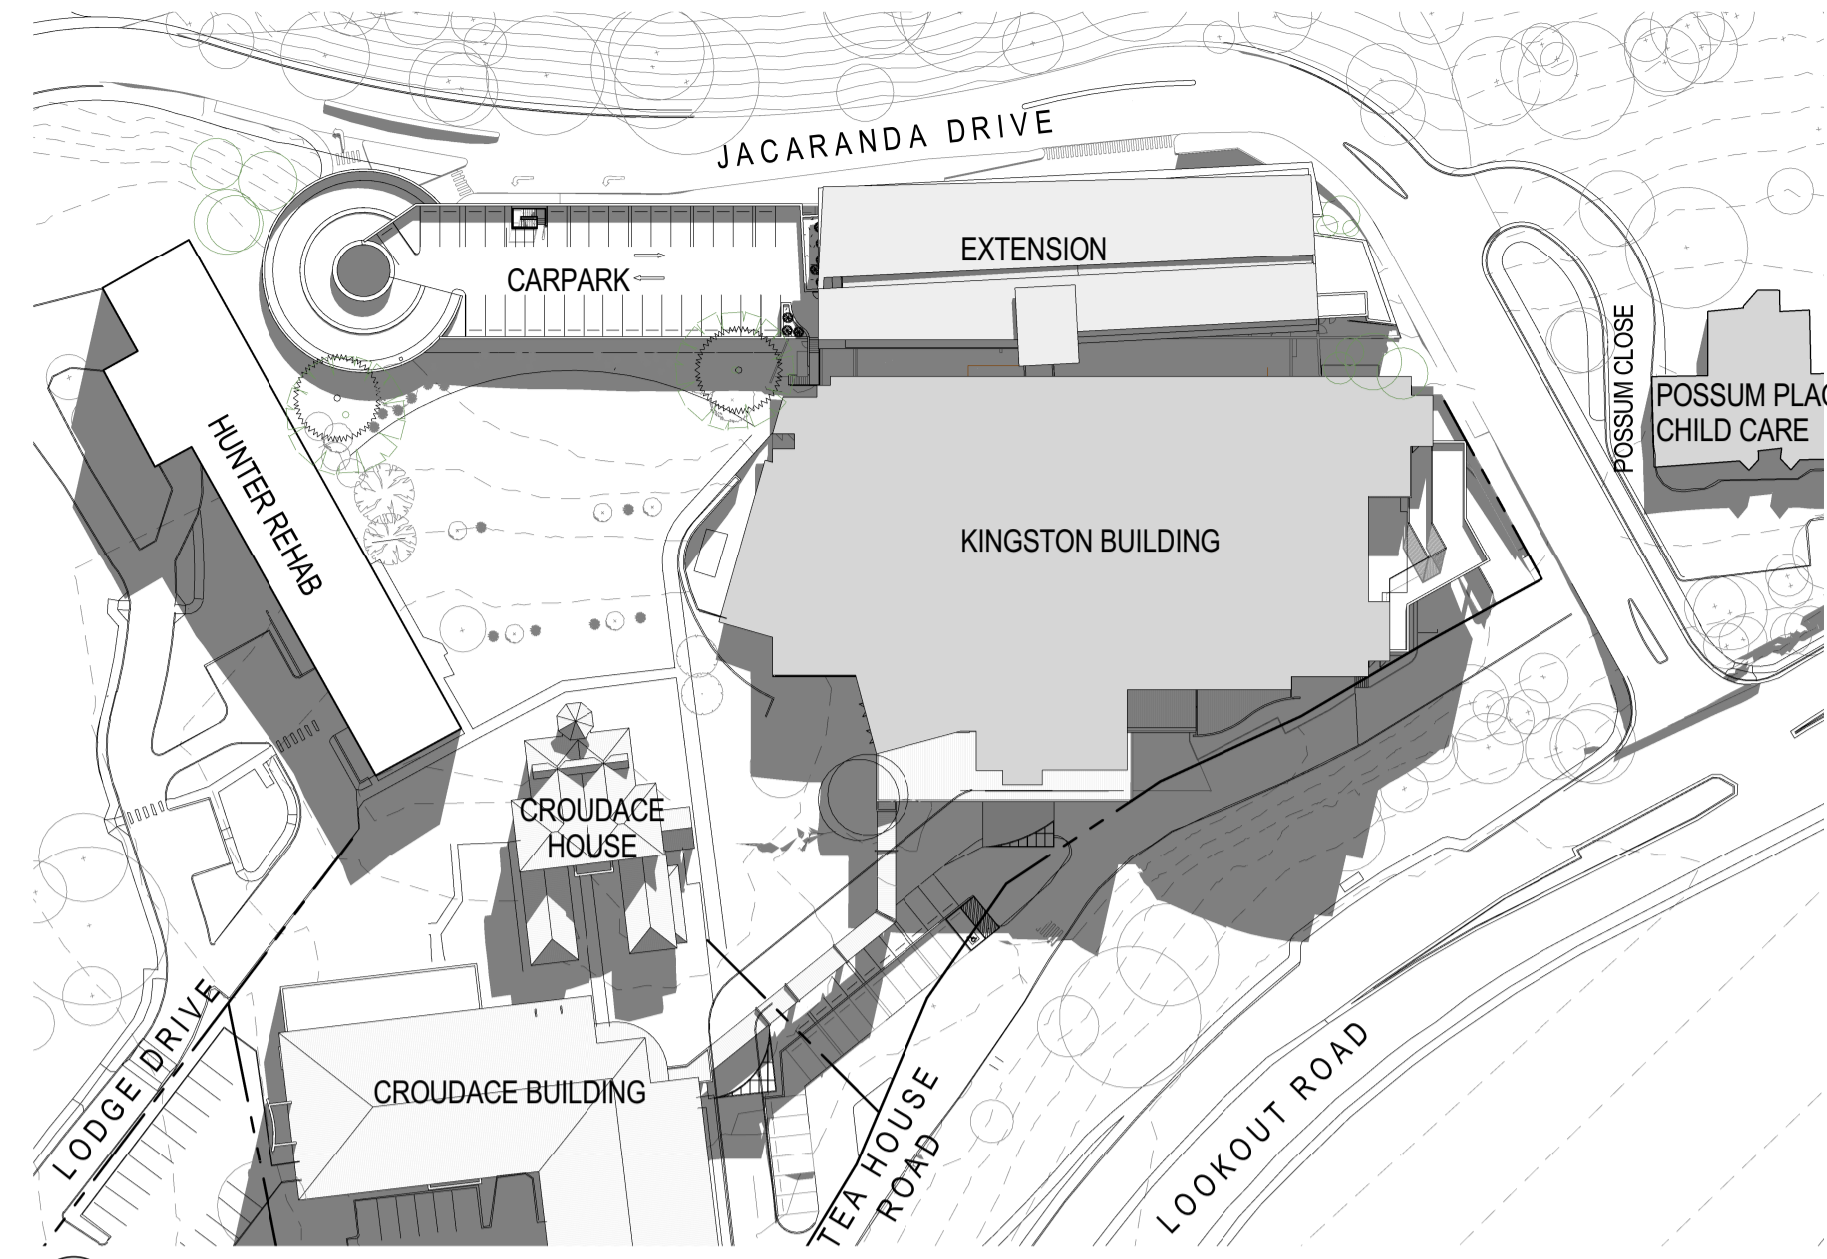 JACARANDA DRIVE
EXTENSION
CARPARK
POSSUM CLOSE
POSSUM PLAC
CHILD CARE
HUNTER REHAB
KINGSTON BUILDING
CROUDACE
HOUSE
LODGE DRIVE
CROUDACE BUILDING
TEA HOUSE
ROAD
LOOKOUT ROAD